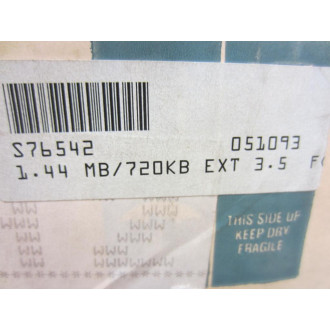 S76542 051093
1.44 MB/720KB EXT 3.5
THIS SIDE UP
KEEP DRY
FRAGILE